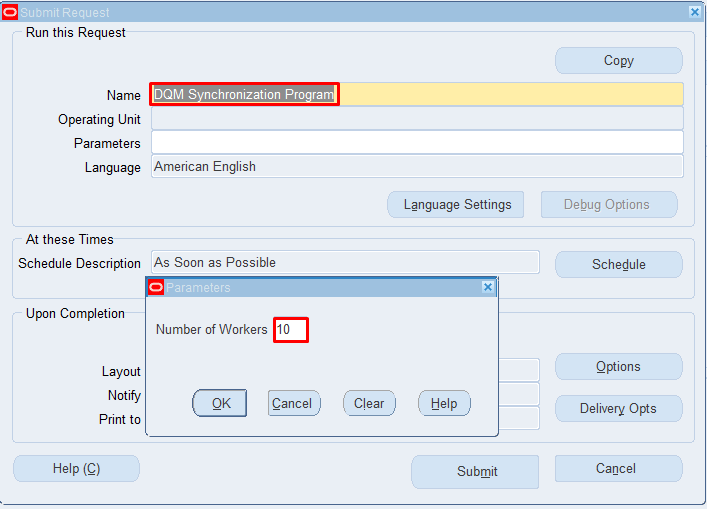 Submit Request
Run this Request
Copy
Name DQM Synchronization Program
Operating Unit
Parameters
Language American English
Language Settings Debug Options
At these Times
Schedule Description As Soon as Possible Schedule
Parameters
Upon Completion
Number of Workers 10
Layout Options
Notify
OK Cancel Clear Help
Delivery Opts
Print to
Help (C) Submit Cancel